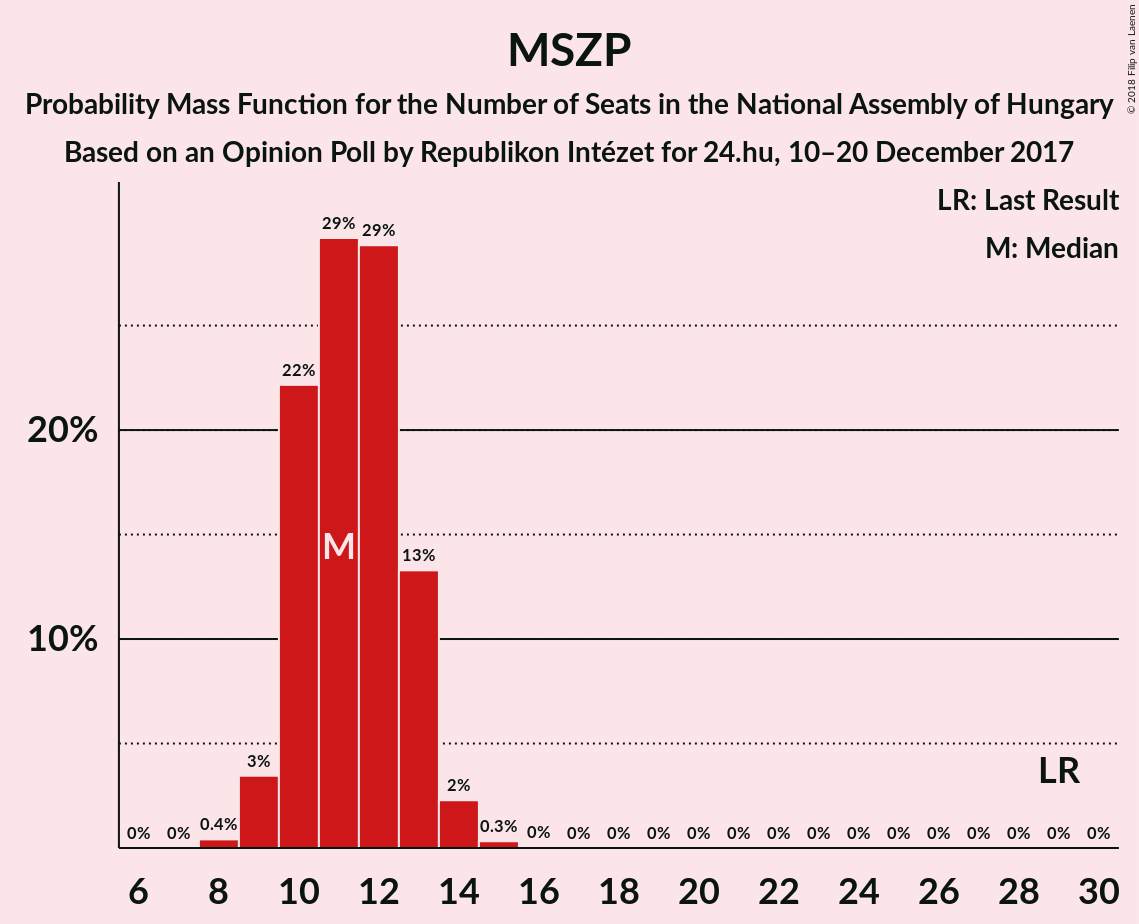 MSZP
Probability Mass Function for the Number of Seats in the National Assembly of Hungary
Based on an Opinion Poll by Republikon Intézet for 24.hu, 10–20 December 2017
© 2018 Filip van Laenen
LR: Last Result
M: Median
29% 29%
22%
20%
M
13%
10%
LR
3%
2%
0% 0% 0.4% 0.3% 0% 0% 0% 0% 0% 0% 0% 0% 0% 0% 0% 0% 0% 0% 0%
6 8 10 12 14 16 18 20 22 24 26 28 30